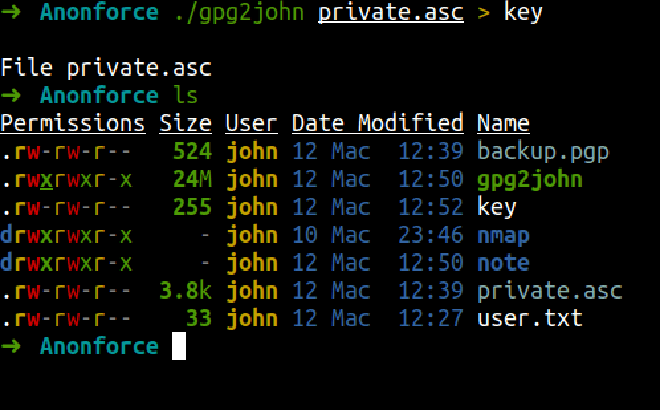 ➜ Anonforce ./gpg2john private.asc > key
File private.asc
➜ Anonforce ls
Permissions Size User Date Modified Name
.rw-rw-r-- 524 john 12 Mac 12:39 backup.pgp
.rwxrwxr-x 24M john 12 Mac 12:50 gpg2john
.rw-rw-r-- 255 john 12 Mac 12:52 key
drwxrwxr-x - john 10 Mac 23:46 nmap
drwxrwxr-x - john 12 Mac 12:50 note
.rw-rw-r-- 3.8k john 12 Mac 12:39 private.asc
.rw-rw-r-- 33 john 12 Mac 12:27 user.txt
➜ Anonforce